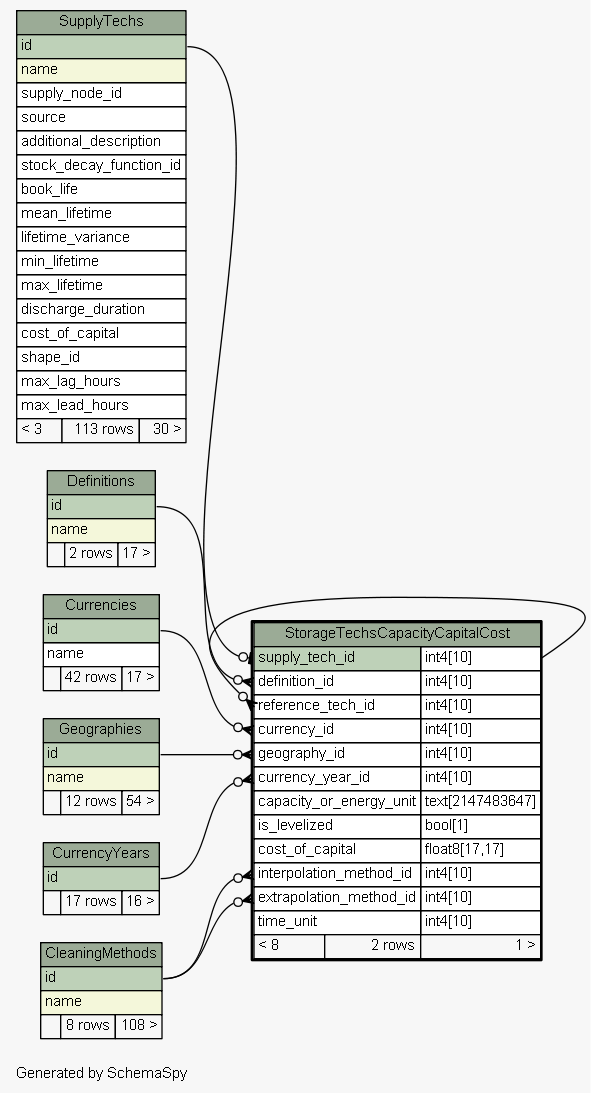 SupplyTechs
id
name
supply_node_id
source
additional_description
stock_decay_function_id
book_life
mean_lifetime
lifetime_variance
min_lifetime
max_lifetime
discharge_duration
cost_of_capital
shape_id
max_lag_hours
max_lead_hours
< 3 113 rows 30 >
Definitions
id
name
2 rows 17 >
Currencies
id
name
42 rows 17 >
Geographies
id
name
12 rows 54 >
CurrencyYears
id
17 rows 16 >
CleaningMethods
id
name
8 rows 108 >
StorageTechsCapacityCapitalCost
supply_tech_id int4[10]
definition_id int4[10]
reference_tech_id int4[10]
currency_id int4[10]
geography_id int4[10]
currency_year_id int4[10]
capacity_or_energy_unit text[2147483647]
is_levelized bool[1]
cost_of_capital float8[17,17]
interpolation_method_id int4[10]
extrapolation_method_id int4[10]
time_unit int4[10]
< 8 2 rows 1 >
Generated by SchemaSpy